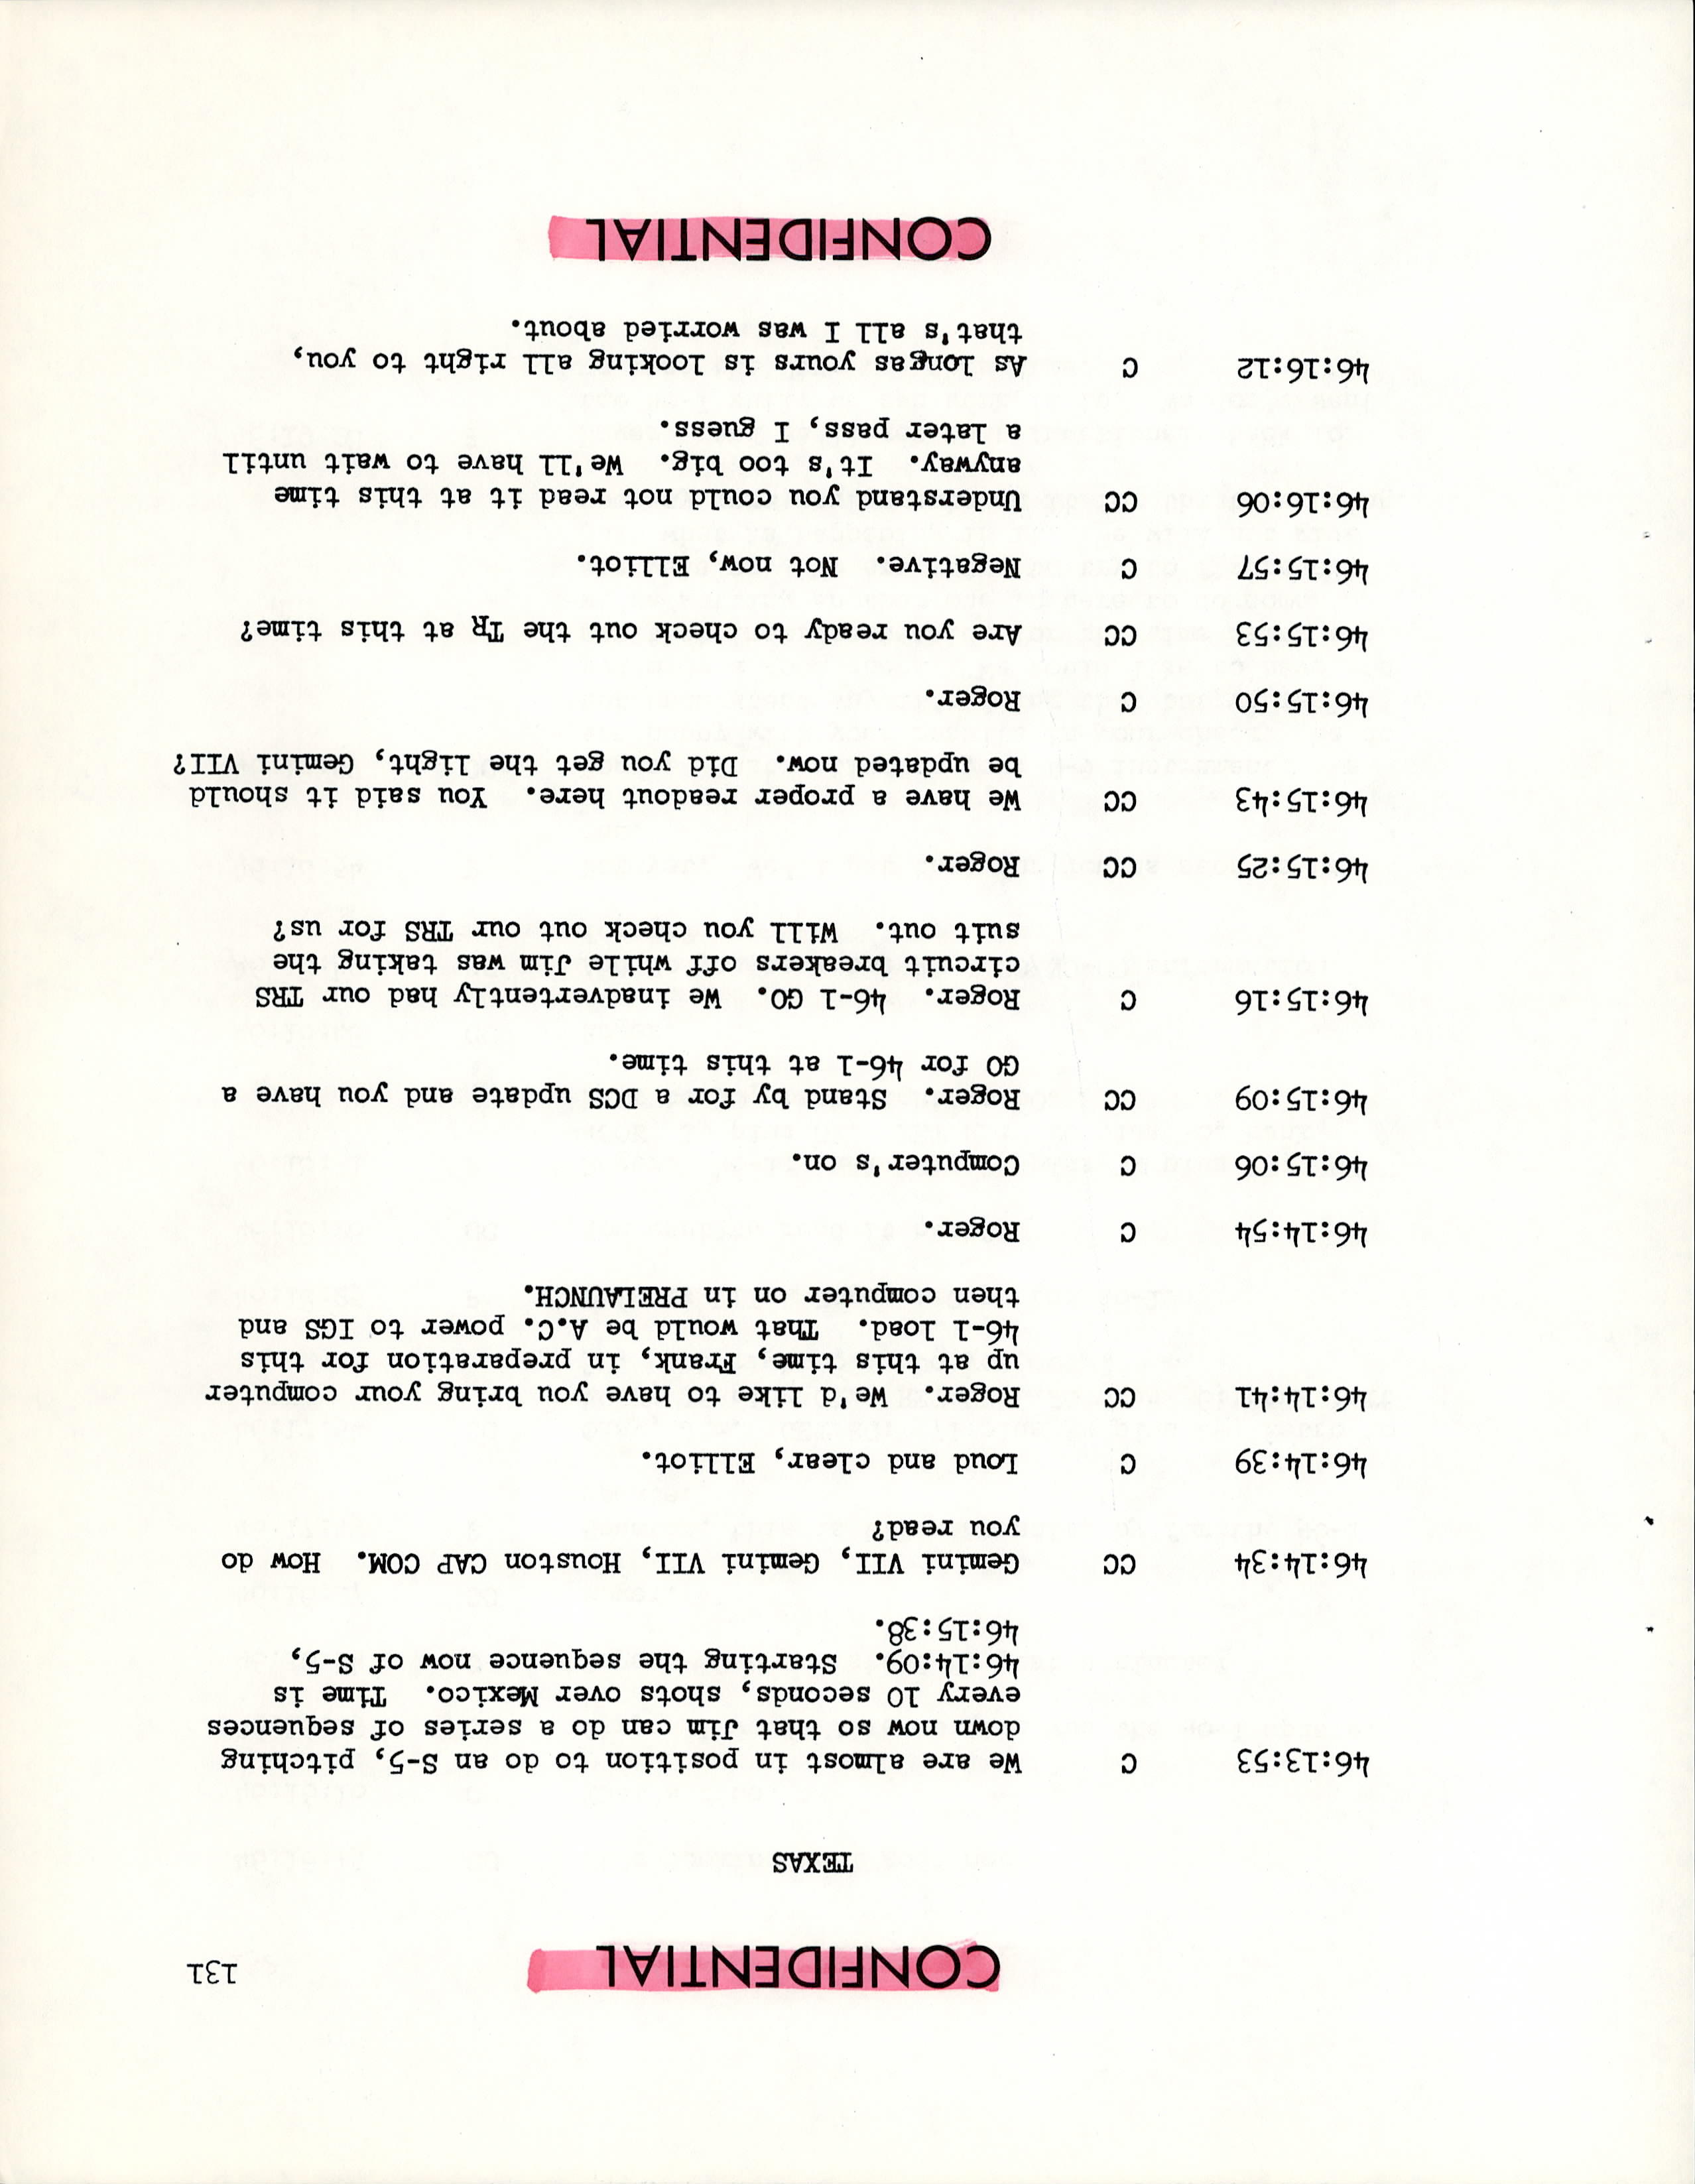 CONFIDENTIAL
131
TEXAS
46:13:53 C We are almost in position to do an S-5, pitching
down now so that Jim can do a series of sequences
every 10 seconds, shots over Mexico. Time is
46:14:09. Starting the sequence now of S-5,
46:15:38.
46:14:34 CC Gemini VII, Gemini VII, Houston CAP COM. How do
you read?
46:14:39 C Loud and clear, Elliot.
46:14:41 CC Roger. We'd like to have you bring your computer
up at this time, Frank, in preparation for this
46-1 load. That would be A.C. power to IGS and
then computer on in PRELAUNCH.
46:14:54 C Roger.
46:15:06 C Computer's on.
46:15:09 CC Roger. Stand by for a DCS update and you have a
GO for 46-1 at this time.
46:15:16 C Roger. 46-1 GO. We inadvertently had our TRS
circuit breakers off while Jim was taking the
suit out. Will you check out our TRS for us?
46:15:25 CC Roger.
46:15:43 CC We have a proper readout here. You said it should
be updated now. Did you get the light, Gemini VII?
46:15:50 C Roger.
46:15:53 CC Are you ready to check out the TR at this time?
46:15:57 C Negative. Not now, Elliot.
46:16:06 CC Understand you could not read it at this time
anyway. It's too big. We'll have to wait until
a later pass, I guess.
46:16:12 C As longas yours is looking all right to you,
that's all I was worried about.
CONFIDENTIAL